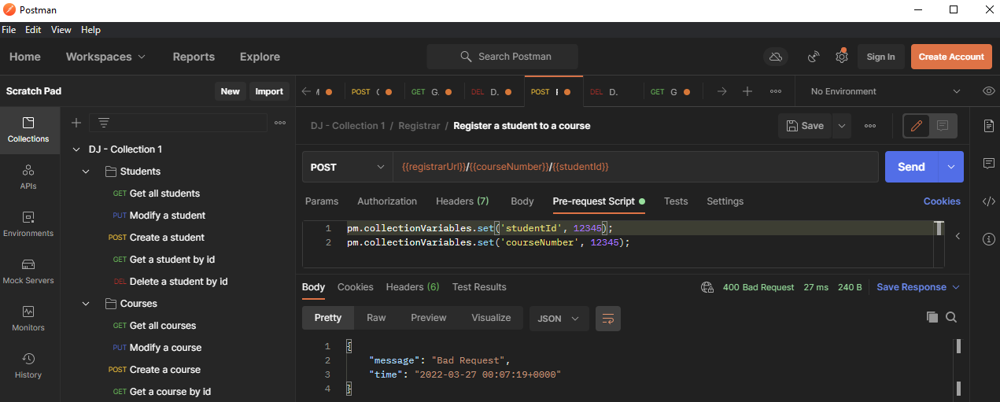 Postman
File Edit View Help
Home Workspaces Reports Explore Search Postman Sign In Create Account
Scratch Pad New Import
POST GET G. DEL D. POST DEL D. GET G No Environment
DJ - Collection 1 / Registrar / Register a student to a course Save
Collections
APIs
Environments
Mock Servers
Monitors
History
DJ - Collection 1
Students
GET Get all students
PUT Modify a student
POST Create a student
GET Get a student by id
DEL Delete a student by id
Courses
GET Get all courses
PUT Modify a course
POST Create a course
GET Get a course by id
POST {{registrarUrl}}/{{courseNumber}}/{{studentId}} Send
Params Authorization Headers (7) Body Pre-request Script Tests Settings Cookies
1 pm.collectionVariables.set('studentId', 12345);
2 pm.collectionVariables.set('courseNumber', 12345);
Body Cookies Headers (6) Test Results 400 Bad Request 27 ms 240 B Save Response
Pretty Raw Preview Visualize JSON
1 {
2 "message": "Bad Request",
3 "time": "2022-03-27 00:07:19+0000"
4 }